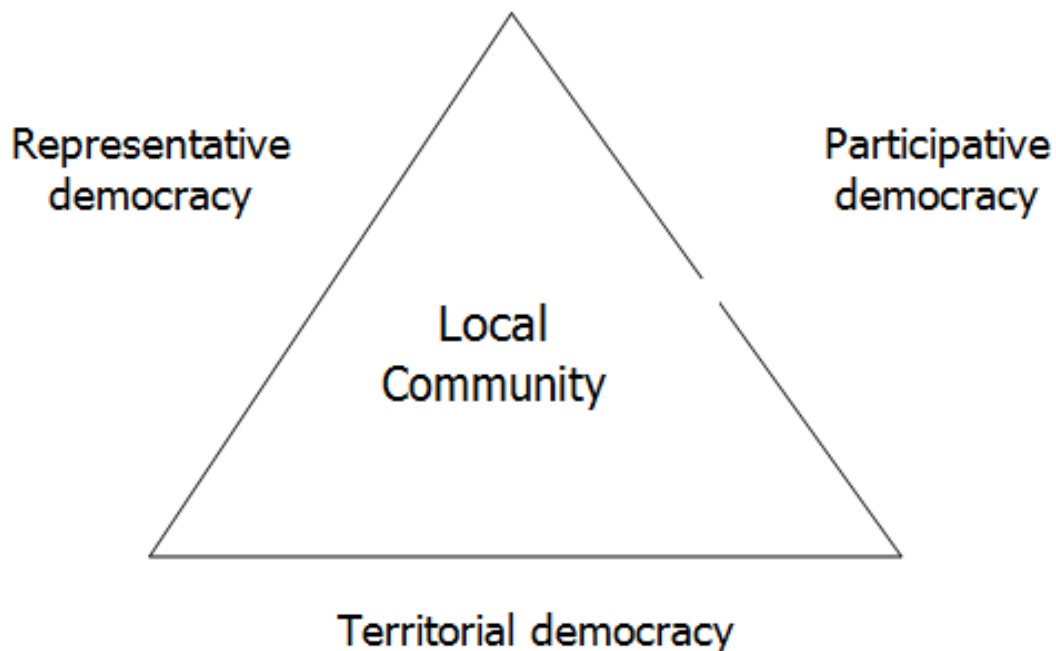 Representative
democracy
Participative
democracy
Local
Community
Territorial democracy